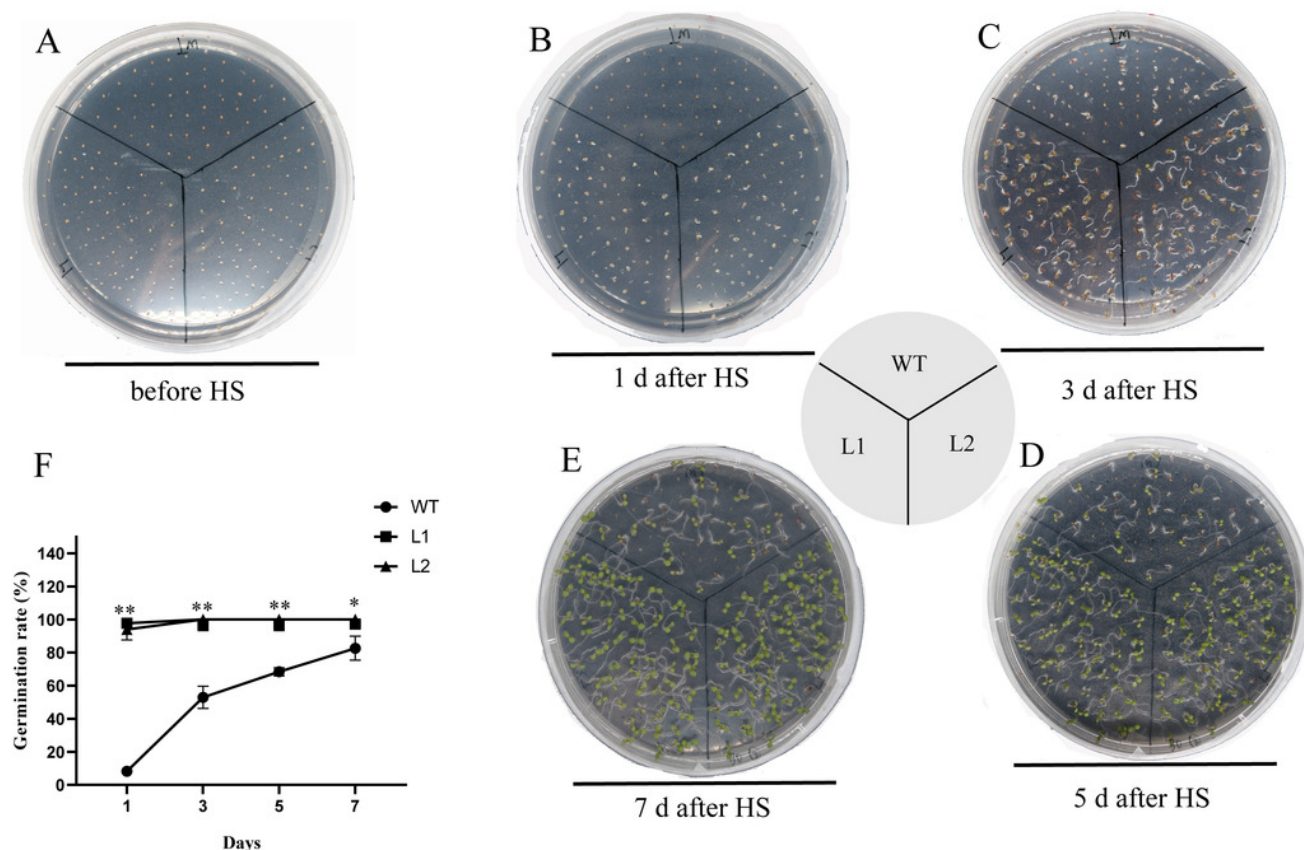 A
B
C
before HS
1 d after HS
3 d after HS
WT
L1
L2
F
E
D
WT
L1
L2
Germination rate (%)
140
120
100
80
60
40
20
0
** ** ** *
1 3 5 7
Days
7 d after HS
5 d after HS